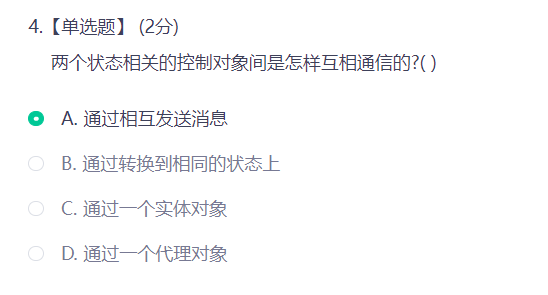 4.【单选题】 (2分)
两个状态相关的控制对象间是怎样互相通信的?( )
A. 通过相互发送消息
B. 通过转换到相同的状态上
C. 通过一个实体对象
D. 通过一个代理对象